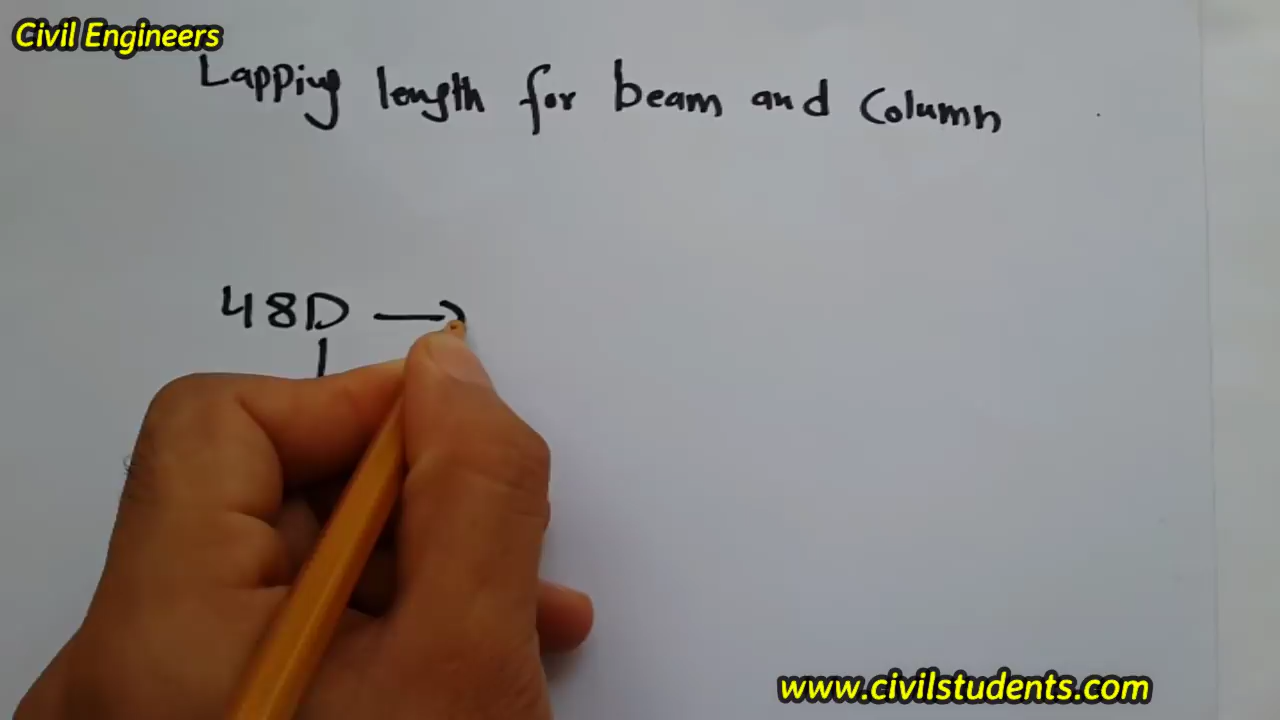 Civil Engineers
Lapping length for beam and Column
48D →
www.civilstudents.com